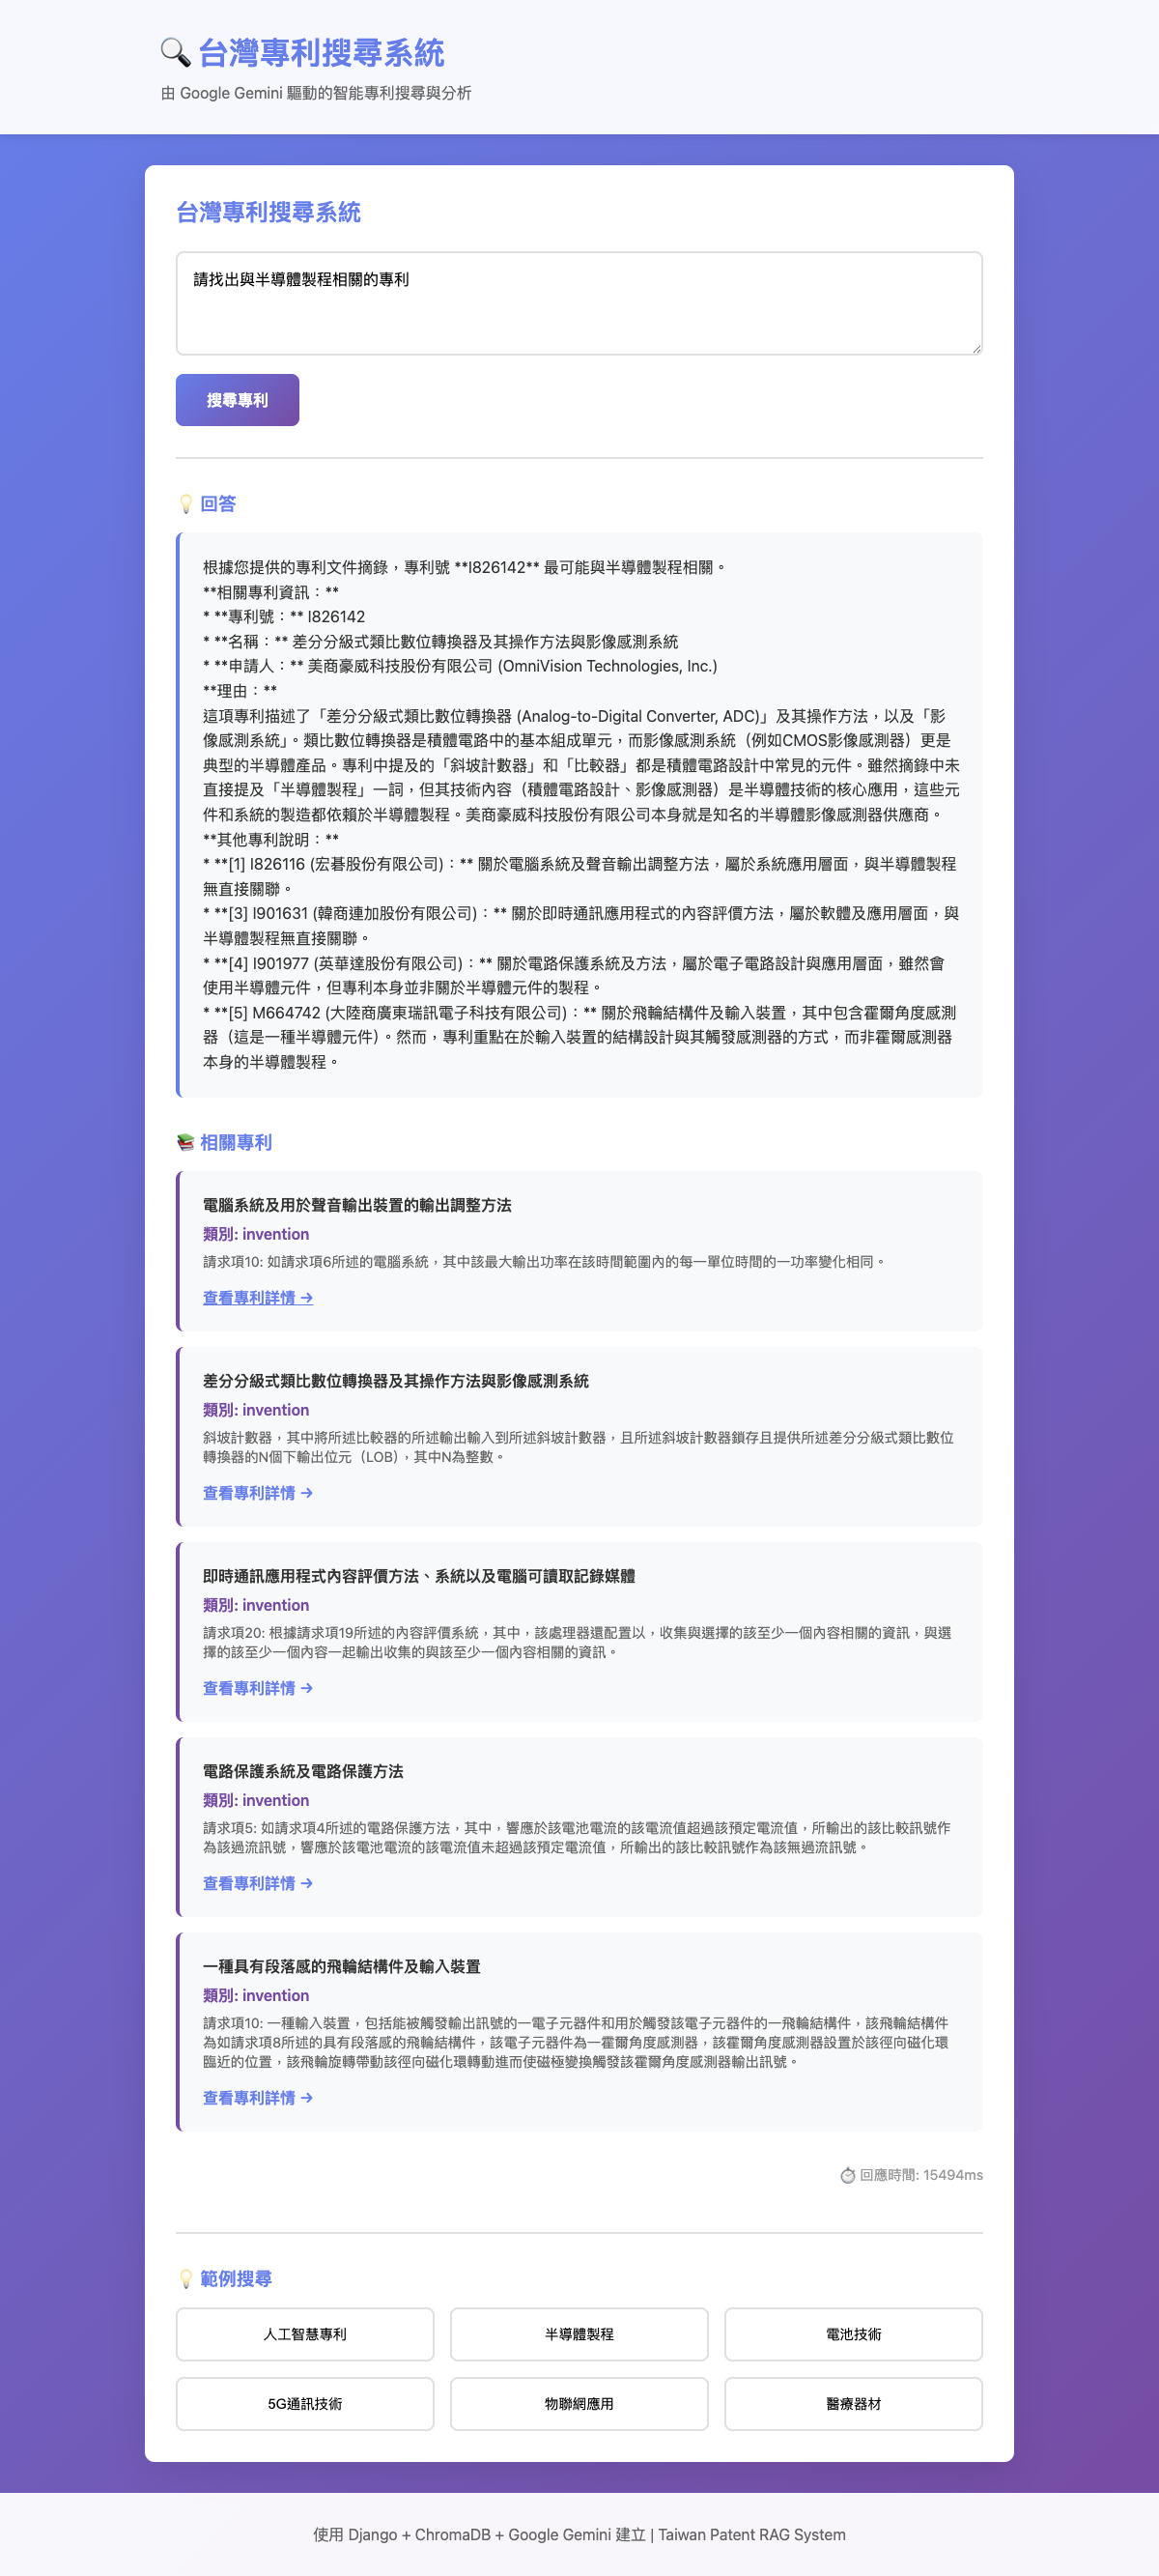 🔍 台灣專利搜尋系統
由 Google Gemini 驅動的智能專利搜尋與分析
台灣專利搜尋系統
請找出與半導體製程相關的專利
搜尋專利
💡 回答
根據您提供的專利文件摘錄，專利號 **I826142** 最可能與半導體製程相關。
**相關專利資訊：**
* **專利號：** I826142
* **名稱：** 差分分級式類比數位轉換器及其操作方法與影像感測系統
* **申請人：** 美商豪威科技股份有限公司 (OmniVision Technologies, Inc.)
**理由：**
這項專利描述了「差分分級式類比數位轉換器 (Analog-to-Digital Converter, ADC)」及其操作方法，以及「影
像感測系統」。類比數位轉換器是積體電路中的基本組成單元，而影像感測系統（例如CMOS影像感測器）更是
典型的半導體產品。專利中提及的「斜坡計數器」和「比較器」都是積體電路設計中常見的元件。雖然摘錄中未
直接提及「半導體製程」一詞，但其技術內容（積體電路設計、影像感測器）是半導體技術的核心應用，這些元
件和系統的製造都依賴於半導體製程。美商豪威科技股份有限公司本身就是知名的半導體影像感測器供應商。
**其他專利說明：**
* **[1] I826116 (宏碁股份有限公司)：** 關於電腦系統及聲音輸出調整方法，屬於系統應用層面，與半導體製程
無直接關聯。
* **[3] I901631 (韓商連加股份有限公司)：** 關於即時通訊應用程式的內容評價方法，屬於軟體及應用層面，與
半導體製程無直接關聯。
* **[4] I901977 (英華達股份有限公司)：** 關於電路保護系統及方法，屬於電子電路設計與應用層面，雖然會
使用半導體元件，但專利本身並非關於半導體元件的製程。
* **[5] M664742 (大陸商廣東瑞訊電子科技有限公司)：** 關於飛輪結構件及輸入裝置，其中包含霍爾角度感測
器（這是一種半導體元件）。然而，專利重點在於輸入裝置的結構設計與其觸發感測器的方式，而非霍爾感測器
本身的半導體製程。
📚 相關專利
電腦系統及用於聲音輸出裝置的輸出調整方法
類別: invention
請求項10: 如請求項6所述的電腦系統，其中該最大輸出功率在該時間範圍內的每一單位時間的一功率變化相同。
查看專利詳情 →
差分分級式類比數位轉換器及其操作方法與影像感測系統
類別: invention
斜坡計數器，其中將所述比較器的所述輸出輸入到所述斜坡計數器，且所述斜坡計數器鎖存且提供所述差分分級式類比數位
轉換器的N個下輸出位元（LOB），其中N為整數。
查看專利詳情 →
即時通訊應用程式內容評價方法、系統以及電腦可讀取記錄媒體
類別: invention
請求項20: 根據請求項19所述的內容評價系統，其中，該處理器還配置以，收集與選擇的該至少一個內容相關的資訊，與選
擇的該至少一個內容一起輸出收集的與該至少一個內容相關的資訊。
查看專利詳情 →
電路保護系統及電路保護方法
類別: invention
請求項5: 如請求項4所述的電路保護方法，其中，響應於該電池電流的該電流值超過該預定電流值，所輸出的該比較訊號作
為該過流訊號，響應於該電池電流的該電流值未超過該預定電流值，所輸出的該比較訊號作為該無過流訊號。
查看專利詳情 →
一種具有段落感的飛輪結構件及輸入裝置
類別: invention
請求項10: 一種輸入裝置，包括能被觸發輸出訊號的一電子元器件和用於觸發該電子元器件的一飛輪結構件，該飛輪結構件
為如請求項8所述的具有段落感的飛輪結構件，該電子元器件為一霍爾角度感測器，該霍爾角度感測器設置於該徑向磁化環
臨近的位置，該飛輪旋轉帶動該徑向磁化環轉動進而使磁極變換觸發該霍爾角度感測器輸出訊號。
查看專利詳情 →
⏱️ 回應時間: 15494ms
💡 範例搜尋
人工智慧專利
半導體製程
電池技術
5G通訊技術
物聯網應用
醫療器材
使用 Django + ChromaDB + Google Gemini 建立 | Taiwan Patent RAG System